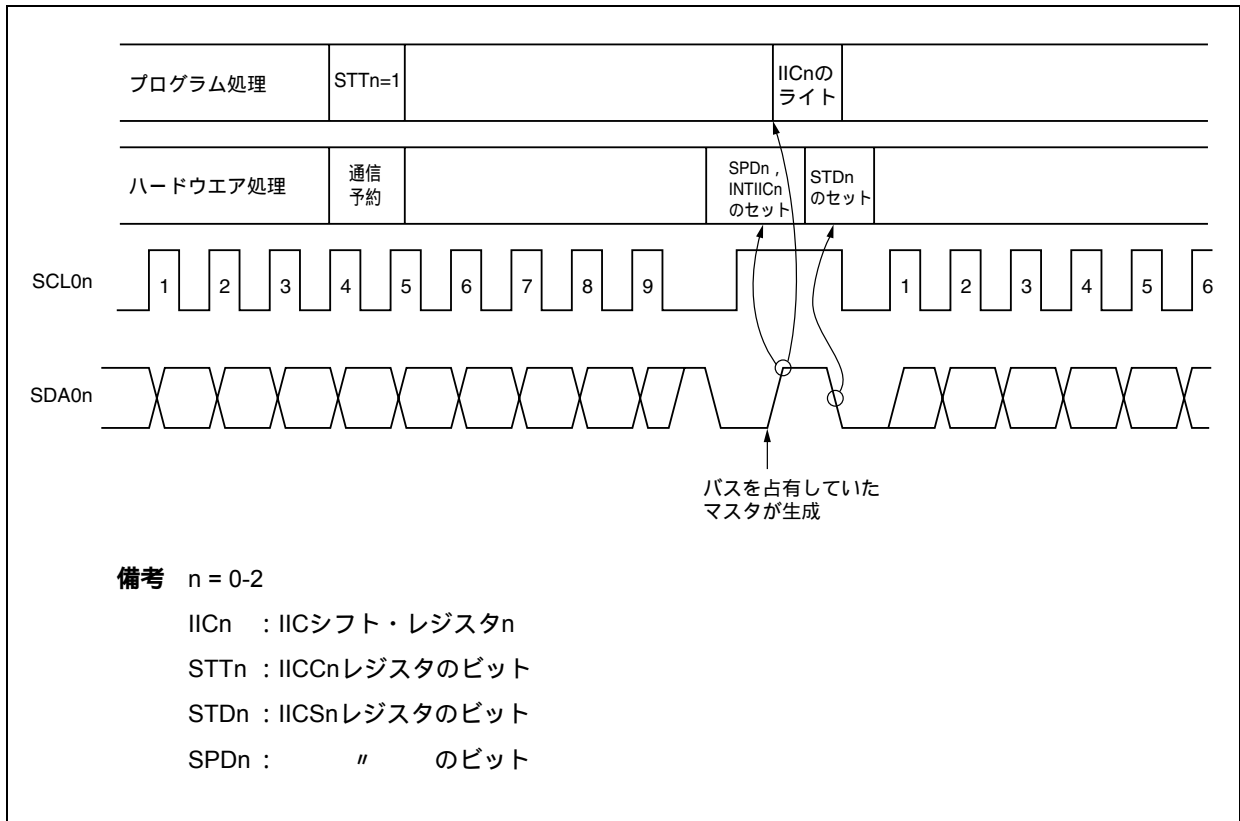 プログラム処理
STTn=1
IICnの
ライト
ハードウエア処理
通信
予約
SPDn，
INTIICn
のセット
STDn
のセット
SCL0n
1 2 3 4 5 6 7 8 9 1 2 3 4 5 6
SDA0n
バスを占有していた
マスタが生成
備考 n = 0-2
IICn ：IICシフト・レジスタn
STTn ：IICCnレジスタのビット
STDn ：IICSnレジスタのビット
SPDn ： 〃 のビット